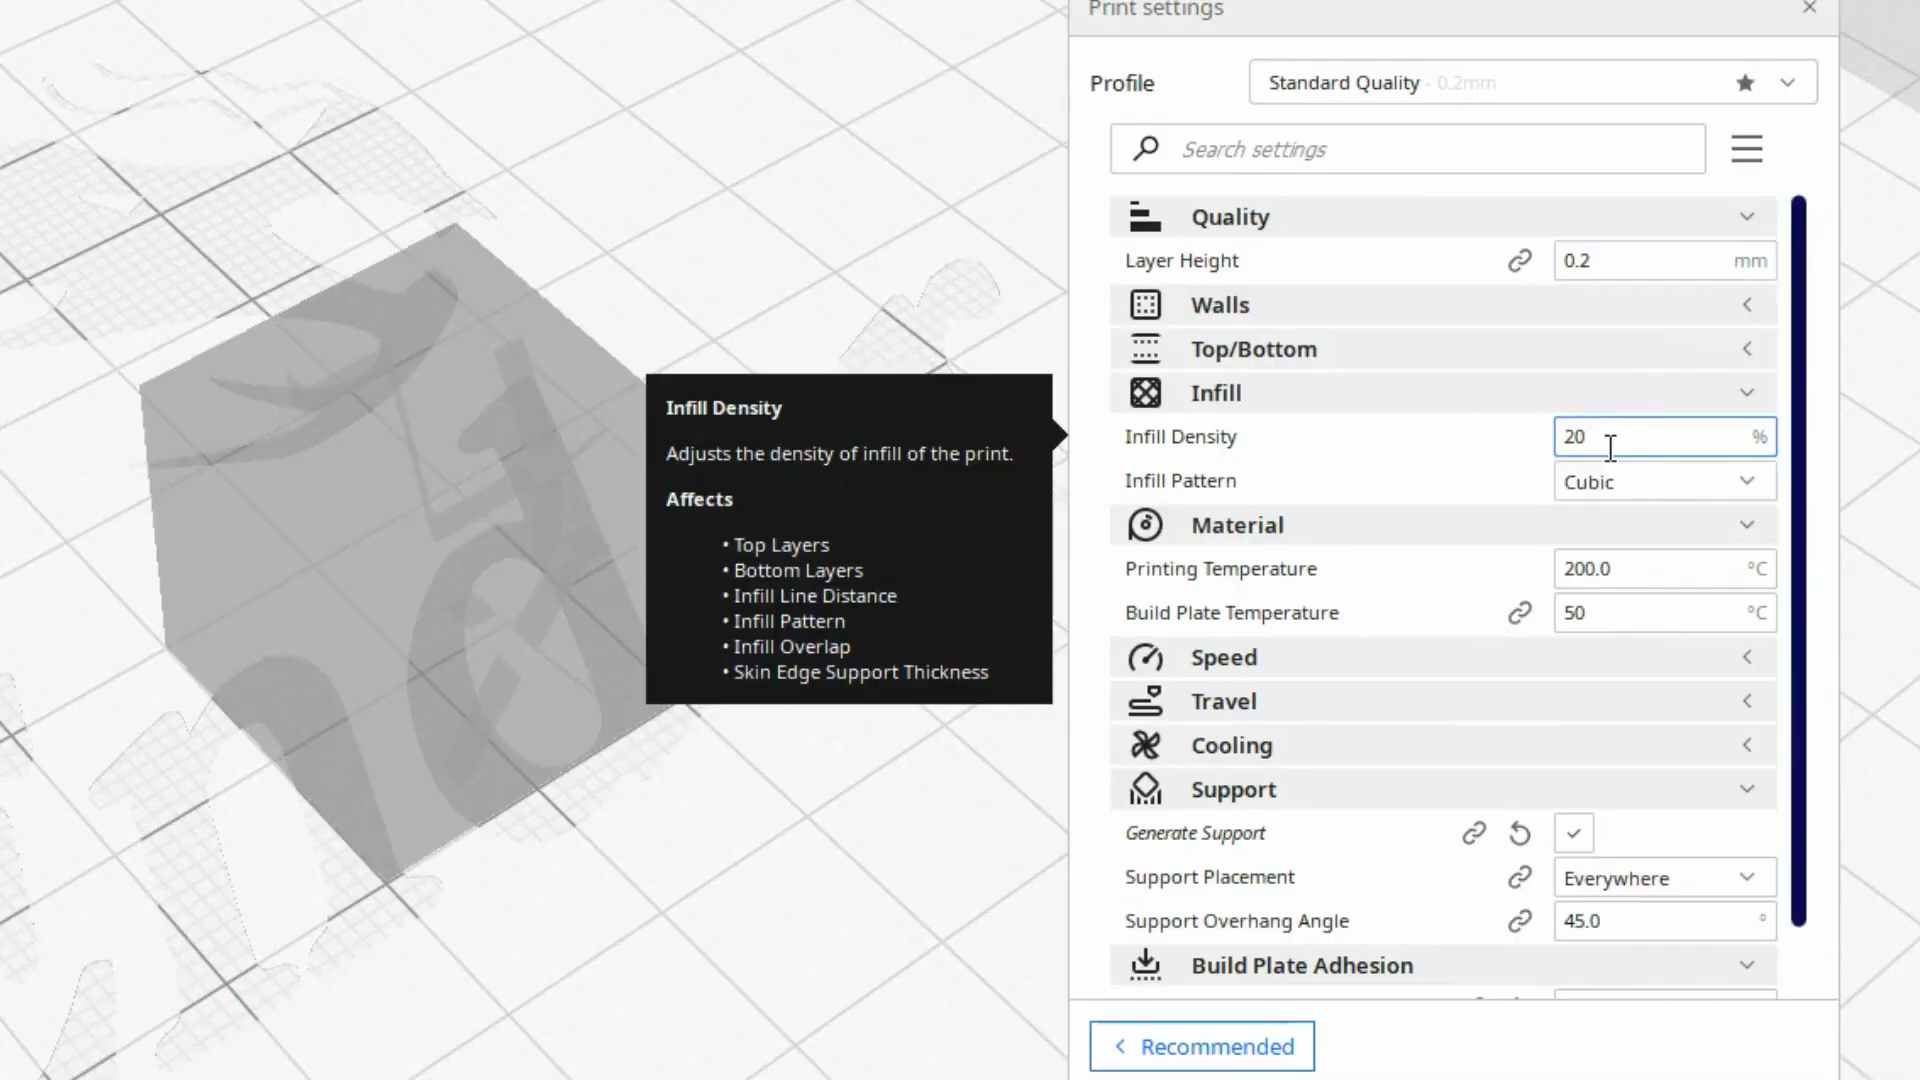 Print settings
Profile
Standard Quality - 0.2mm
Search settings
Quality
Layer Height
0.2 mm
Walls
Top/Bottom
Infill
Infill Density
20 %
Infill Pattern
Cubic
Material
Printing Temperature
200.0 °C
Build Plate Temperature
50 °C
Speed
Travel
Cooling
Support
Generate Support
Support Placement
Everywhere
Support Overhang Angle
45.0 °
Build Plate Adhesion
Recommended
Infill Density
Adjusts the density of infill of the print.
Affects
• Top Layers
• Bottom Layers
• Infill Line Distance
• Infill Pattern
• Infill Overlap
• Skin Edge Support Thickness